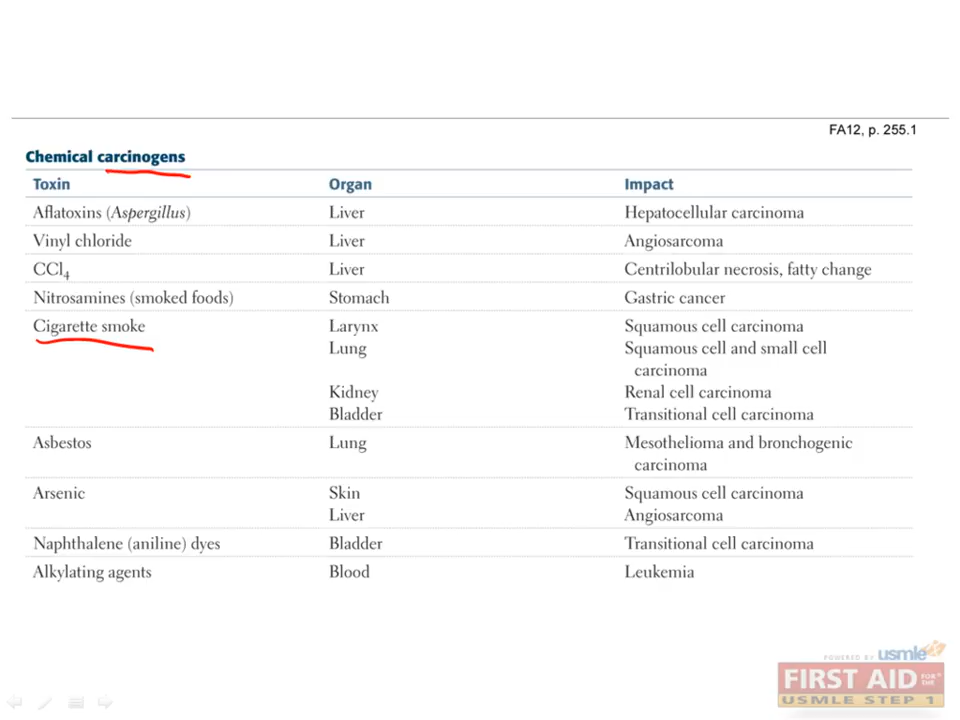 FA12, p. 255.1
Chemical carcinogens
Toxin Organ Impact
Aflatoxins (Aspergillus) Liver Hepatocellular carcinoma
Vinyl chloride Liver Angiosarcoma
CCl4 Liver Centrilobular necrosis, fatty change
Nitrosamines (smoked foods) Stomach Gastric cancer
Cigarette smoke Larynx Squamous cell carcinoma
Lung Squamous cell and small cell
carcinoma
Kidney Renal cell carcinoma
Bladder Transitional cell carcinoma
Asbestos Lung Mesothelioma and bronchogenic
carcinoma
Arsenic Skin Squamous cell carcinoma
Liver Angiosarcoma
Naphthalene (aniline) dyes Bladder Transitional cell carcinoma
Alkylating agents Blood Leukemia
POWERED BY usmle
FIRST AID FOR THE
USMLE STEP 1